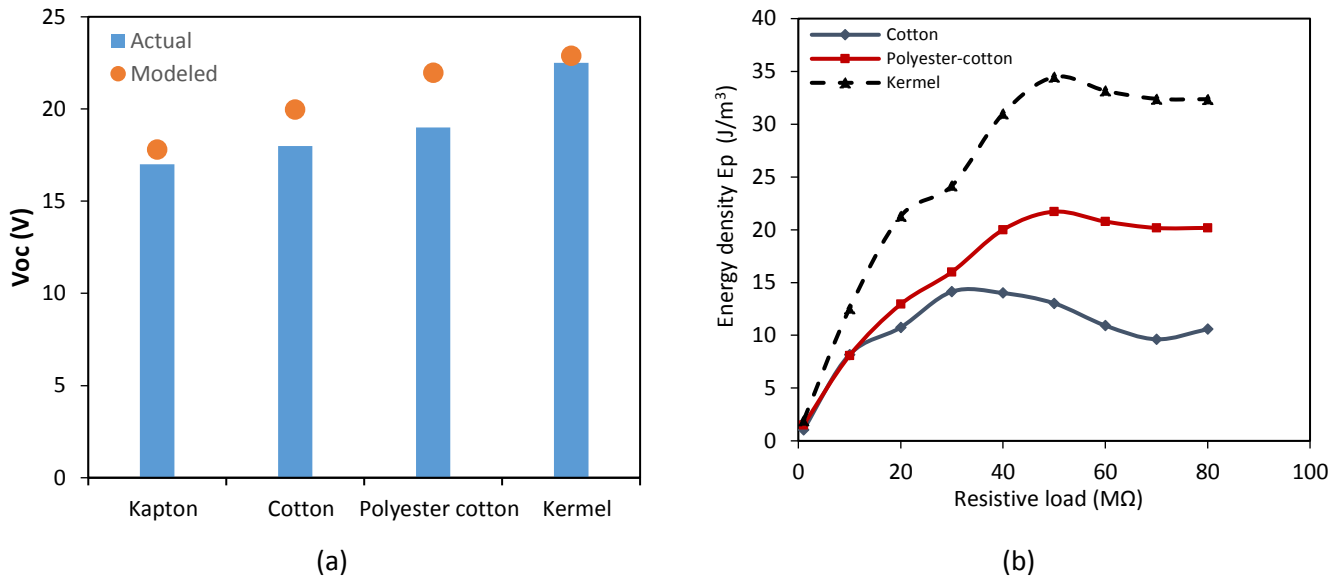 25
20
15
10
5
0
Voc (V)
Actual
Modeled
Kapton Cotton Polyester cotton Kermel
(a)
40
35
30
25
20
15
10
5
0
Energy density Ep (J/m³)
Cotton
Polyester-cotton
Kermel
0 20 40 60 80 100
Resistive load (MΩ)
(b)